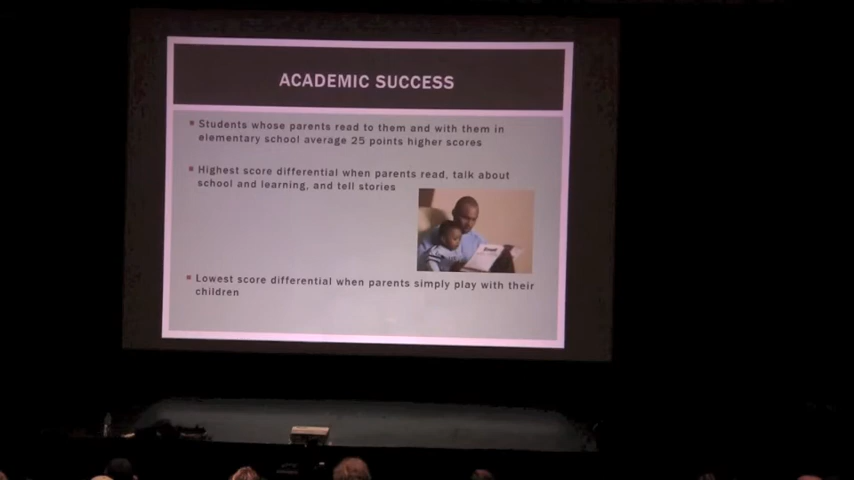 ACADEMIC SUCCESS
Students whose parents read to them and with them in
elementary school average 25 points higher scores
Highest score differential when parents read, talk about
school and learning, and tell stories
Lowest score differential when parents simply play with their
children